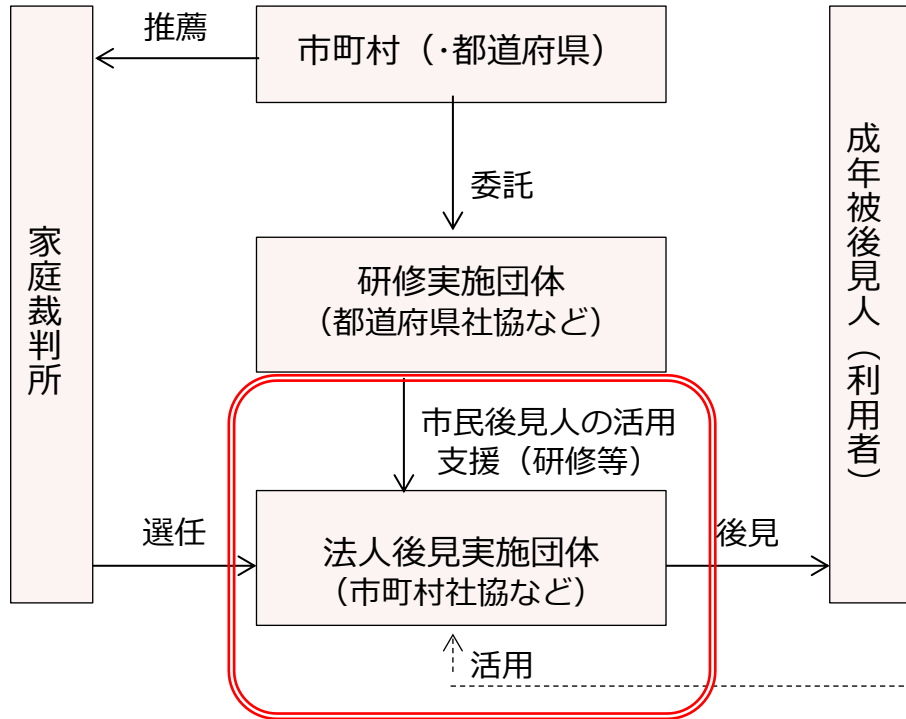 推薦
市町村（・都道府県）
委託
家庭裁判所
研修実施団体
（都道府県社協など）
成年被後見人（利用者）
市民後見人の活用
支援（研修等）
選任
法人後見実施団体
（市町村社協など）
後見
活用